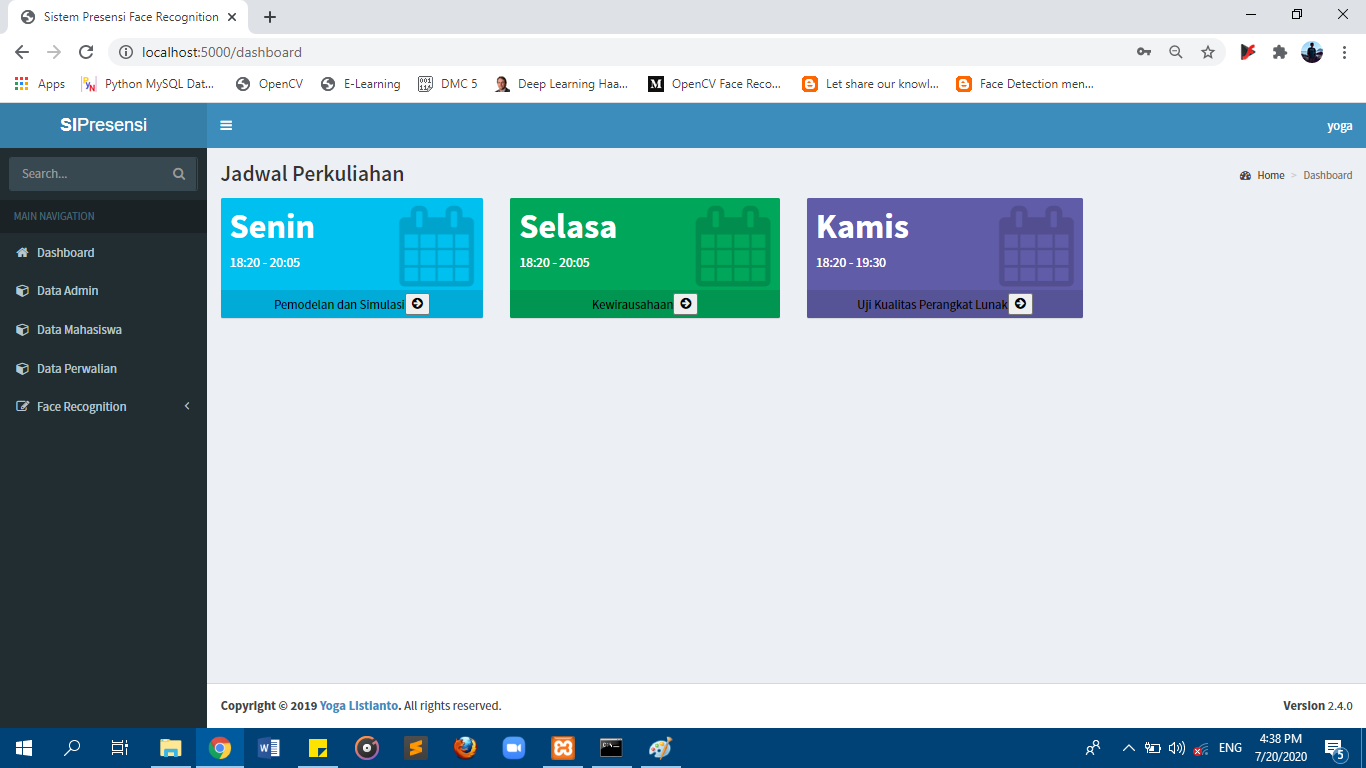 Sistem Presensi Face Recognition
localhost:5000/dashboard
Apps
Python MySQL Dat...
OpenCV
E-Learning
DMC 5
Deep Learning Haa...
OpenCV Face Reco...
Let share our knowl...
Face Detection men...
SIPresensi
yoga
Search...
MAIN NAVIGATION
Dashboard
Data Admin
Data Mahasiswa
Data Perwalian
Face Recognition
Jadwal Perkuliahan
Home > Dashboard
Senin
18:20 - 20:05
Pemodelan dan Simulasi
Selasa
18:20 - 20:05
Kewirausahaan
Kamis
18:20 - 19:30
Uji Kualitas Perangkat Lunak
Copyright © 2019 Yoga Listianto. All rights reserved.
Version 2.4.0
ENG
4:38 PM
7/20/2020
5